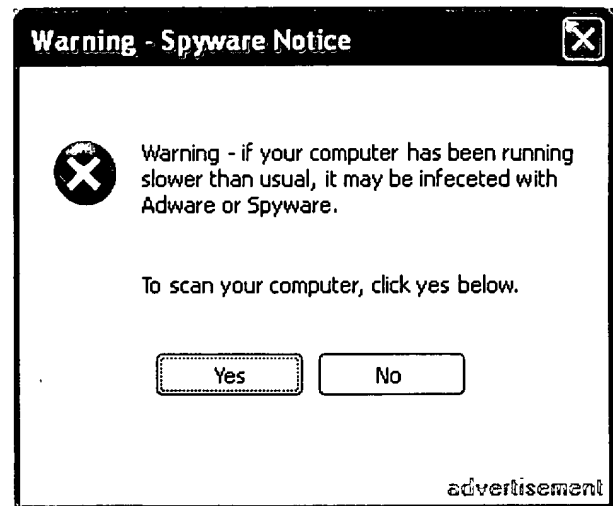 Warning - Spyware Notice
Warning - if your computer has been running
slower than usual, it may be infeceted with
Adware or Spyware.
To scan your computer, click yes below.
Yes
No
advertisement